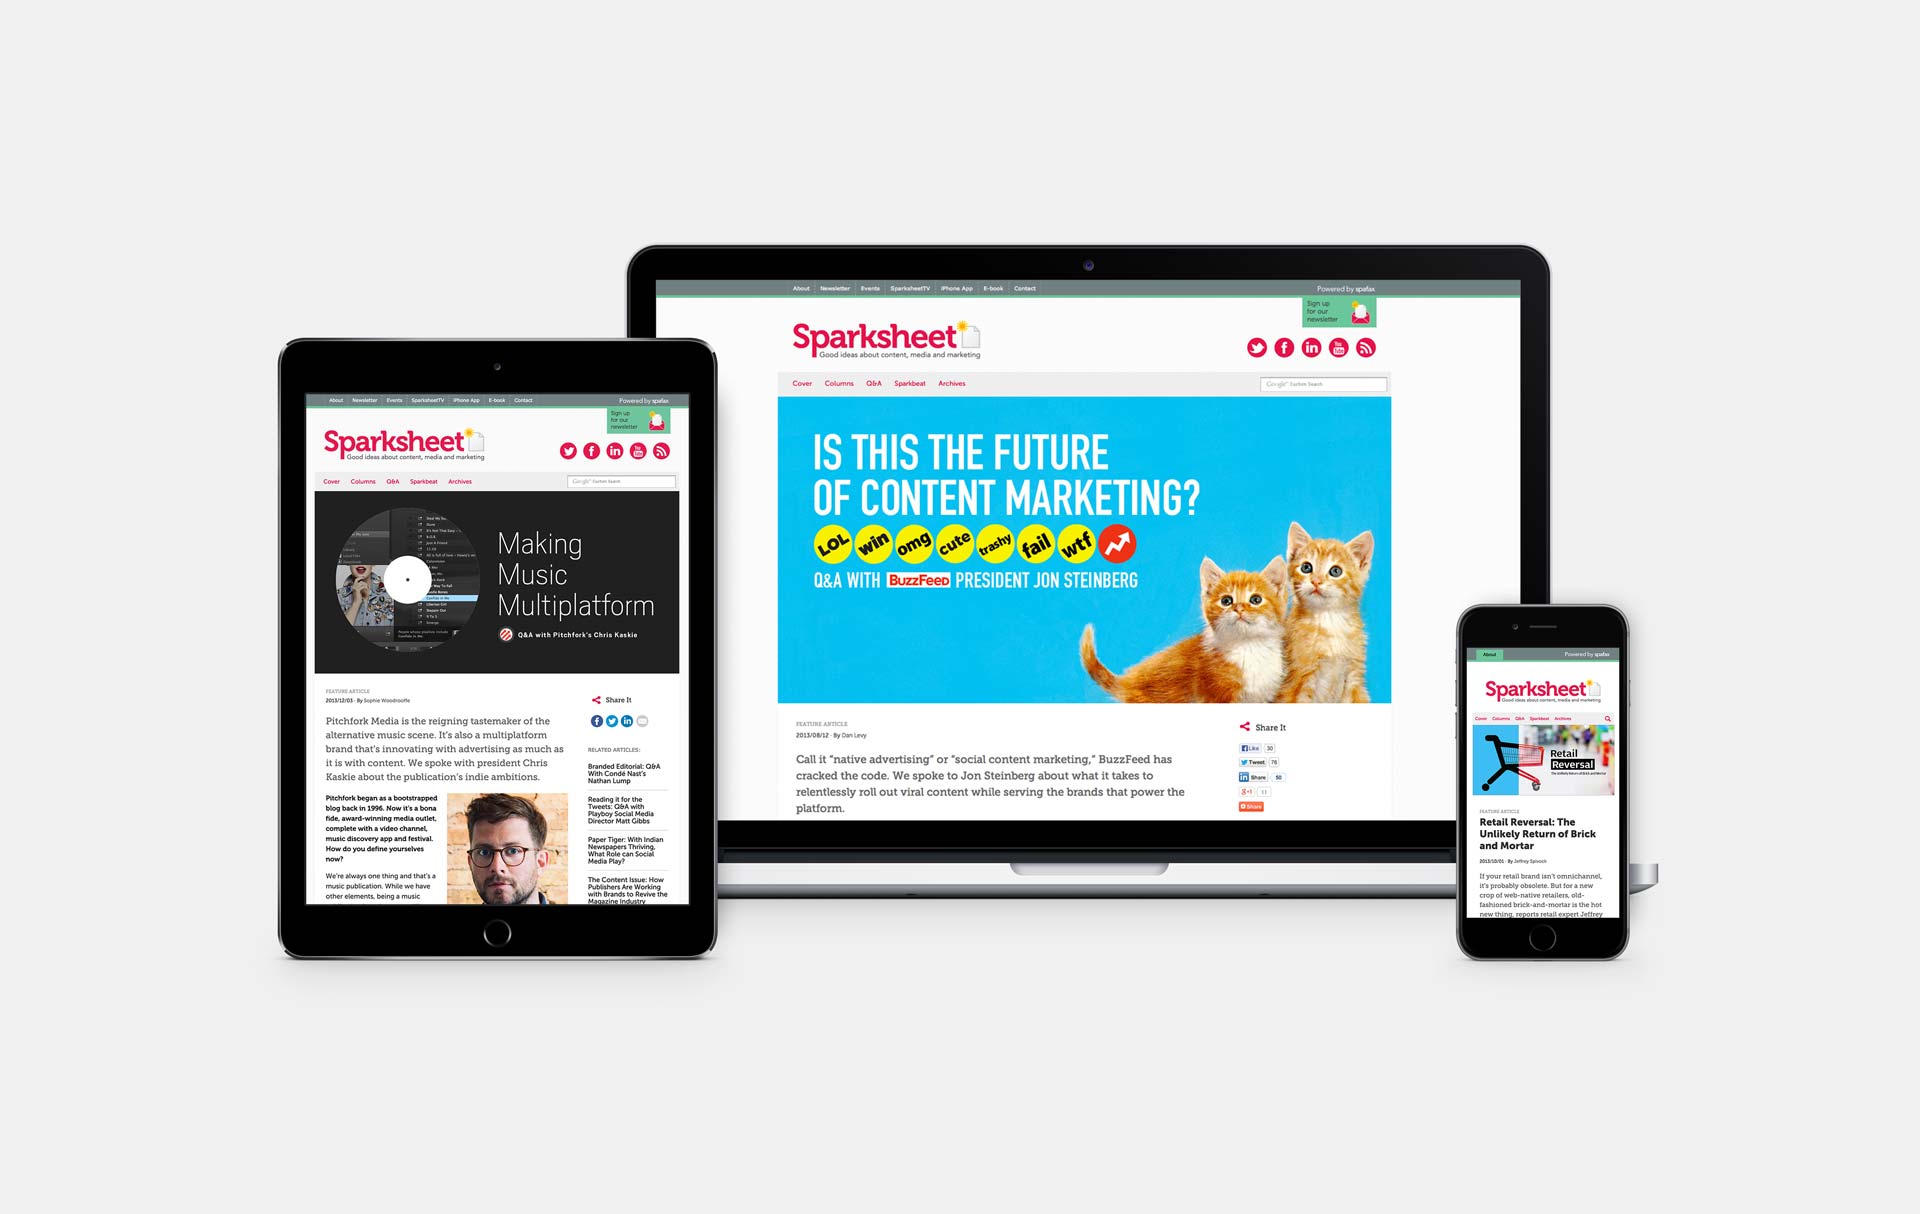 About Newsletter Events SparksheetTV iPhone App E-book Contact
Powered by spafax
Sign up
for our
newsletter
Sparksheet
Good ideas about content, media and marketing
Cover Columns Q&A Sparkbeat Archives
Google™ Custom Search
Making
Music
Multiplatform
Q&A with Pitchfork's Chris Kaskie
FEATURE ARTICLE
2013/12/03 · By Sophie Woodrooffe
Pitchfork Media is the reigning tastemaker of the
alternative music scene. It's also a multiplatform
brand that's innovating with advertising as much as
it is with content. We spoke with president Chris
Kaskie about the publication's indie ambitions.
Pitchfork began as a bootstrapped
blog back in 1996. Now it's a bona
fide, award-winning media outlet,
complete with a video channel,
music discovery app and festival.
How do you define yourselves
now?
We're always one thing and that's a
music publication. While we have
other elements, being a music
Share It
RELATED ARTICLES:
Branded Editorial: Q&A
With Condé Nast's
Nathan Lump
Reading it for the
Tweets: Q&A with
Playboy Social Media
Director Matt Gibbs
Paper Tiger: With Indian
Newspapers Thriving,
What Role can Social
Media Play?
The Content Issue: How
Publishers Are Working
with Brands to Revive the
Magazine Industry
About Newsletter Events SparksheetTV iPhone App E-book Contact
Powered by spafax
Sign up
for our
newsletter
Sparksheet
Good ideas about content, media and marketing
Cover Columns Q&A Sparkbeat Archives
Google™ Custom Search
IS THIS THE FUTURE
OF CONTENT MARKETING?
LOL win omg cute trashy fail wtf
Q&A WITH BuzzFeed PRESIDENT JON STEINBERG
FEATURE ARTICLE
2013/08/12 · By Dan Levy
Call it “native advertising” or “social content marketing,” BuzzFeed has
cracked the code. We spoke to Jon Steinberg about what it takes to
relentlessly roll out viral content while serving the brands that power the
platform.
Share It
Like 30
Tweet 76
Share 50
+1 11
Share
About
Powered by spafax
Sparksheet
Good ideas about content, media and marketing
Cover Columns Q&A Sparkbeat Archives
Retail
Reversal
The Unlikely Return of Brick and Mortar
FEATURE ARTICLE
Retail Reversal: The
Unlikely Return of Brick
and Mortar
2013/10/01 · By Jeffrey Spivock
If your retail brand isn't omnichannel,
it's probably obsolete. But for a new
crop of web-native retailers, old-
fashioned brick-and-mortar is the hot
new thing, reports retail expert Jeffrey